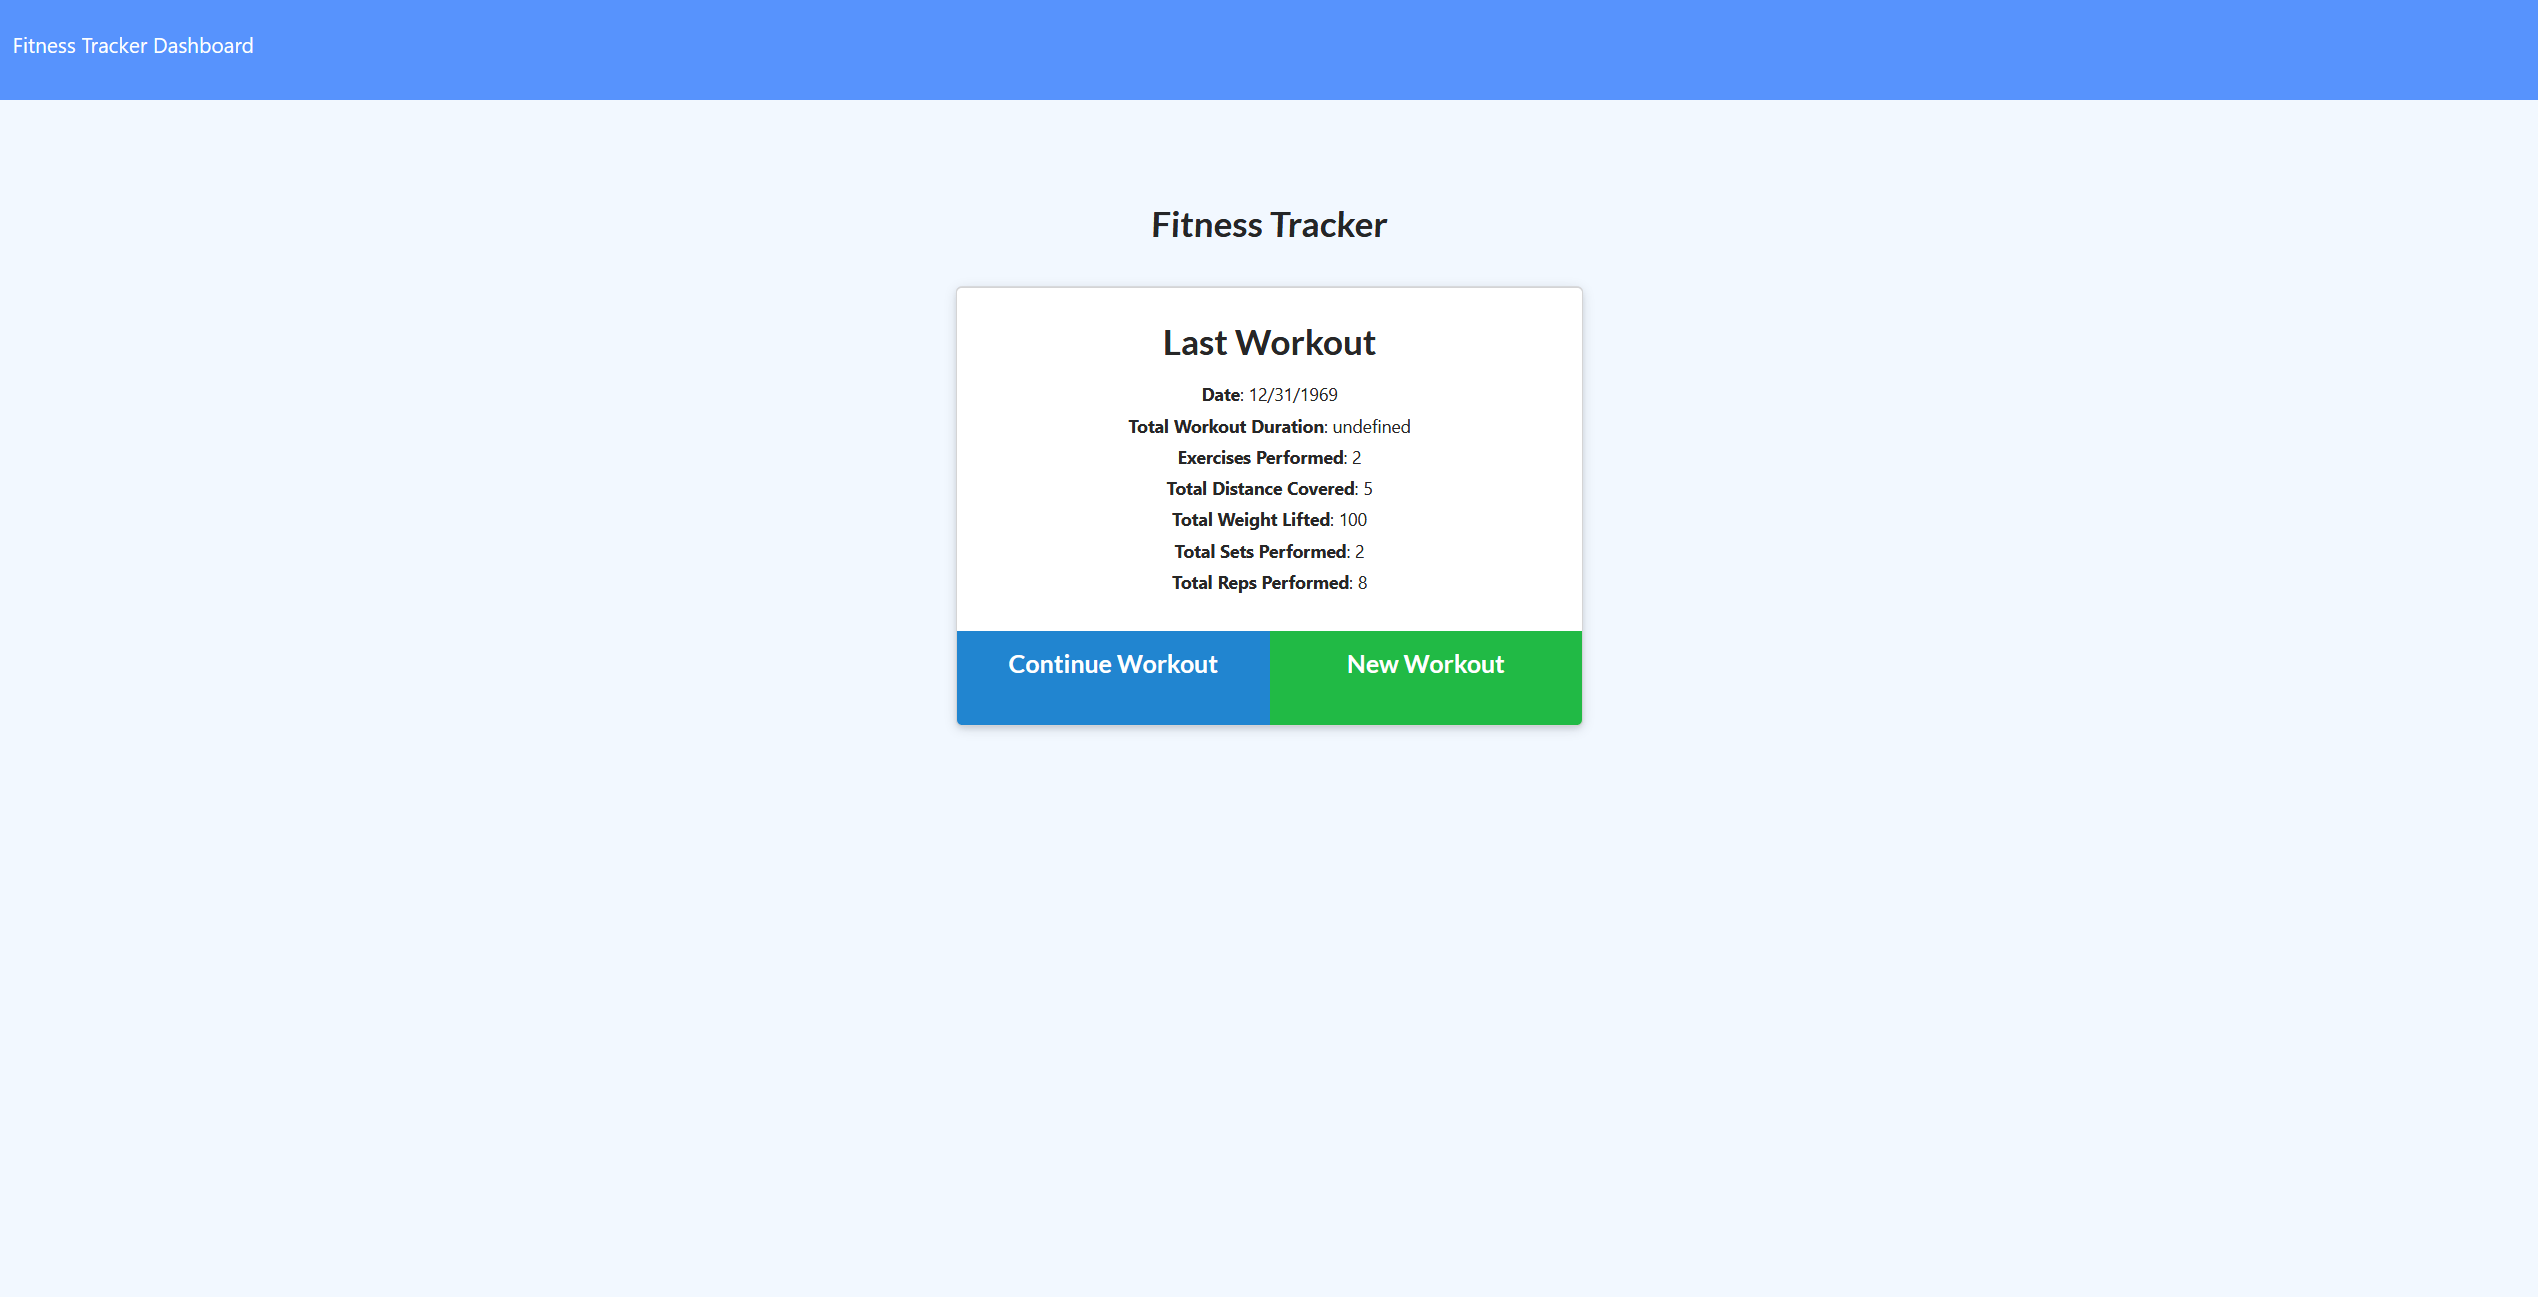 Fitness Tracker Dashboard
Fitness Tracker
Last Workout
Date: 12/31/1969
Total Workout Duration: undefined
Exercises Performed: 2
Total Distance Covered: 5
Total Weight Lifted: 100
Total Sets Performed: 2
Total Reps Performed: 8
Continue Workout
New Workout